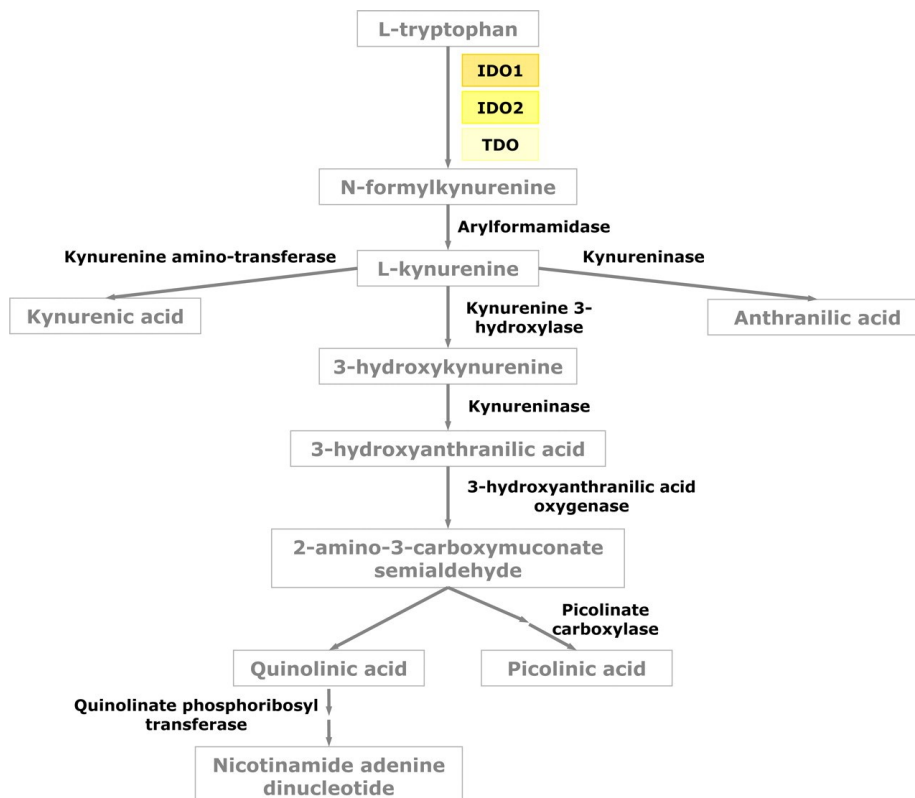 L-tryptophan
IDO1
IDO2
TDO
N-formylkynurenine
Arylformamidase
Kynurenine amino-transferase
Kynureninase
L-kynurenine
Kynurenic acid
Kynurenine 3-
hydroxylase
Anthranilic acid
3-hydroxykynurenine
Kynureninase
3-hydroxyanthranilic acid
3-hydroxyanthranilic acid
oxygenase
2-amino-3-carboxymuconate
semialdehyde
Picolinate
carboxylase
Quinolinic acid
Picolinic acid
Quinolinate phosphoribosyl
transferase
Nicotinamide adenine
dinucleotide